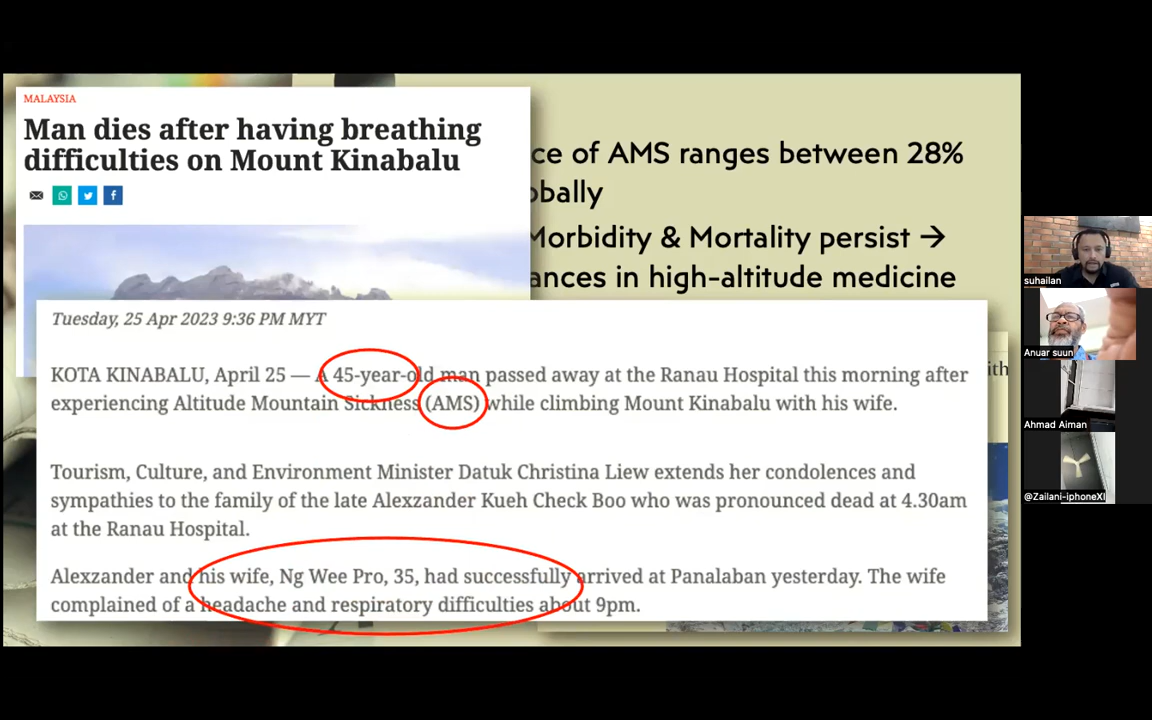 MALAYSIA
Man dies after having breathing
difficulties on Mount Kinabalu
ce of AMS ranges between 28%
obally
Morbidity & Mortality persist →
ances in high-altitude medicine
Tuesday, 25 Apr 2023 9:36 PM MYT
KOTA KINABALU, April 25 — A 45-year-old man passed away at the Ranau Hospital this morning after
experiencing Altitude Mountain Sickness (AMS) while climbing Mount Kinabalu with his wife.
Tourism, Culture, and Environment Minister Datuk Christina Liew extends her condolences and
sympathies to the family of the late Alexzander Kueh Check Boo who was pronounced dead at 4.30am
at the Ranau Hospital.
Alexzander and his wife, Ng Wee Pro, 35, had successfully arrived at Panalaban yesterday. The wife
complained of a headache and respiratory difficulties about 9pm.
ith
suhailan
Anuar suun
Ahmad Aiman
@Zailani-iphoneXI